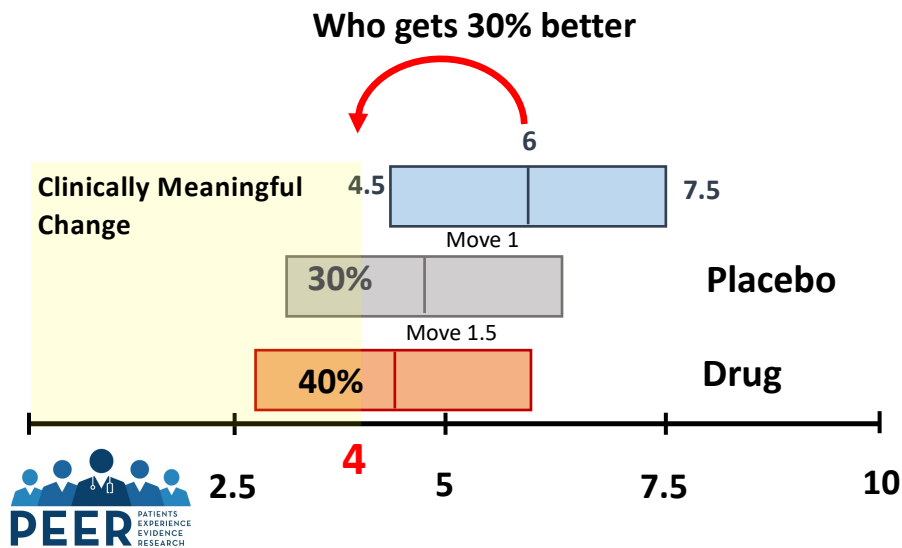 Who gets 30% better
6
Clinically Meaningful
Change
4.5
7.5
Move 1
30%
Placebo
Move 1.5
40%
Drug
2.5
4
5
7.5
10
PEER
PATIENTS
EXPERIENCE
EVIDENCE
RESEARCH